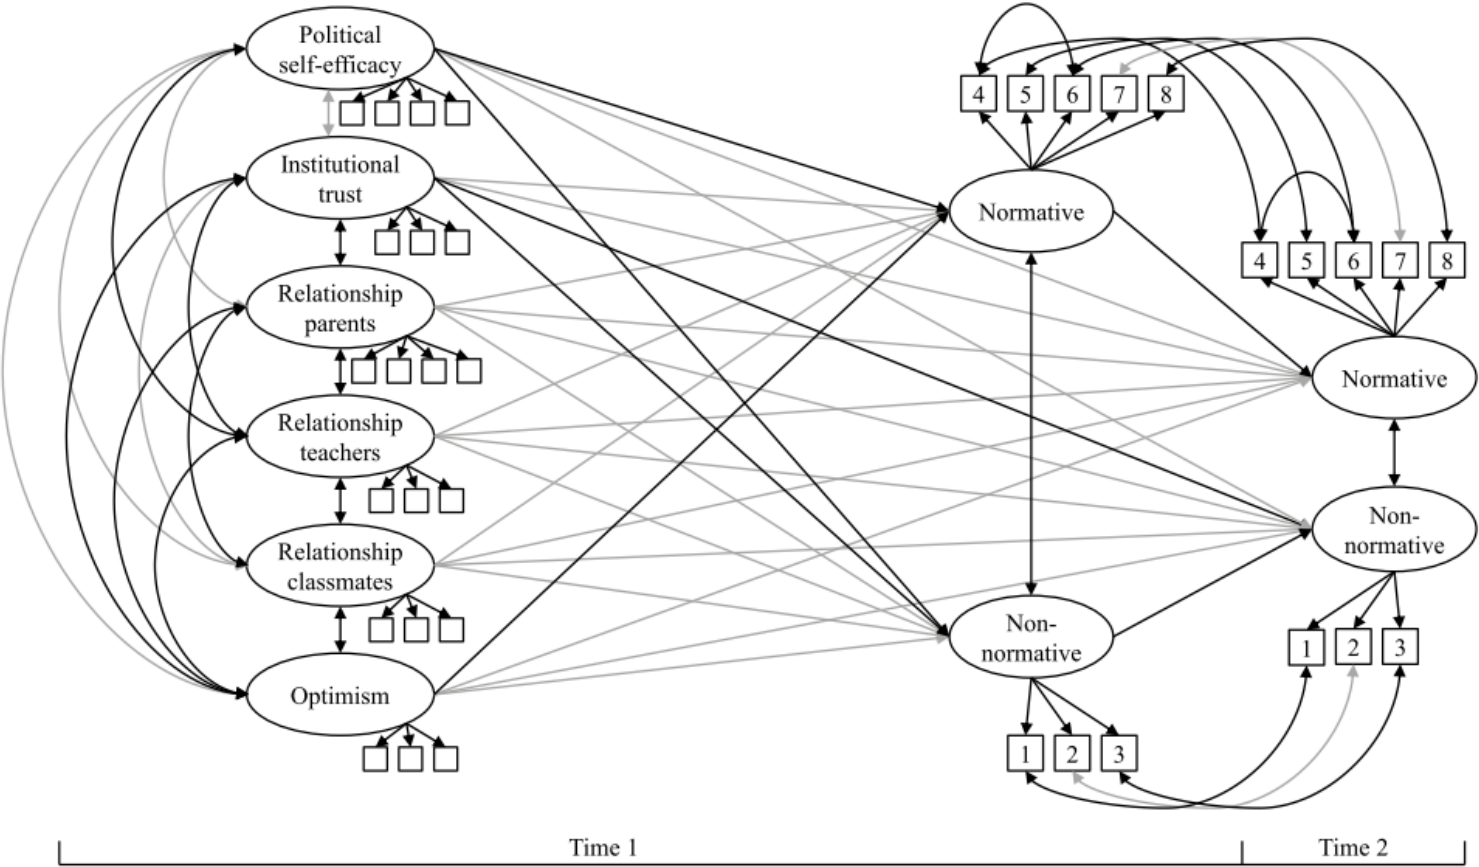 Political
self-efficacy
Institutional
trust
Relationship
parents
Relationship
teachers
Relationship
classmates
Optimism
4 5 6 7 8
Normative
Non-
normative
1 2 3
4 5 6 7 8
Normative
Non-
normative
1 2 3
Time 1
Time 2